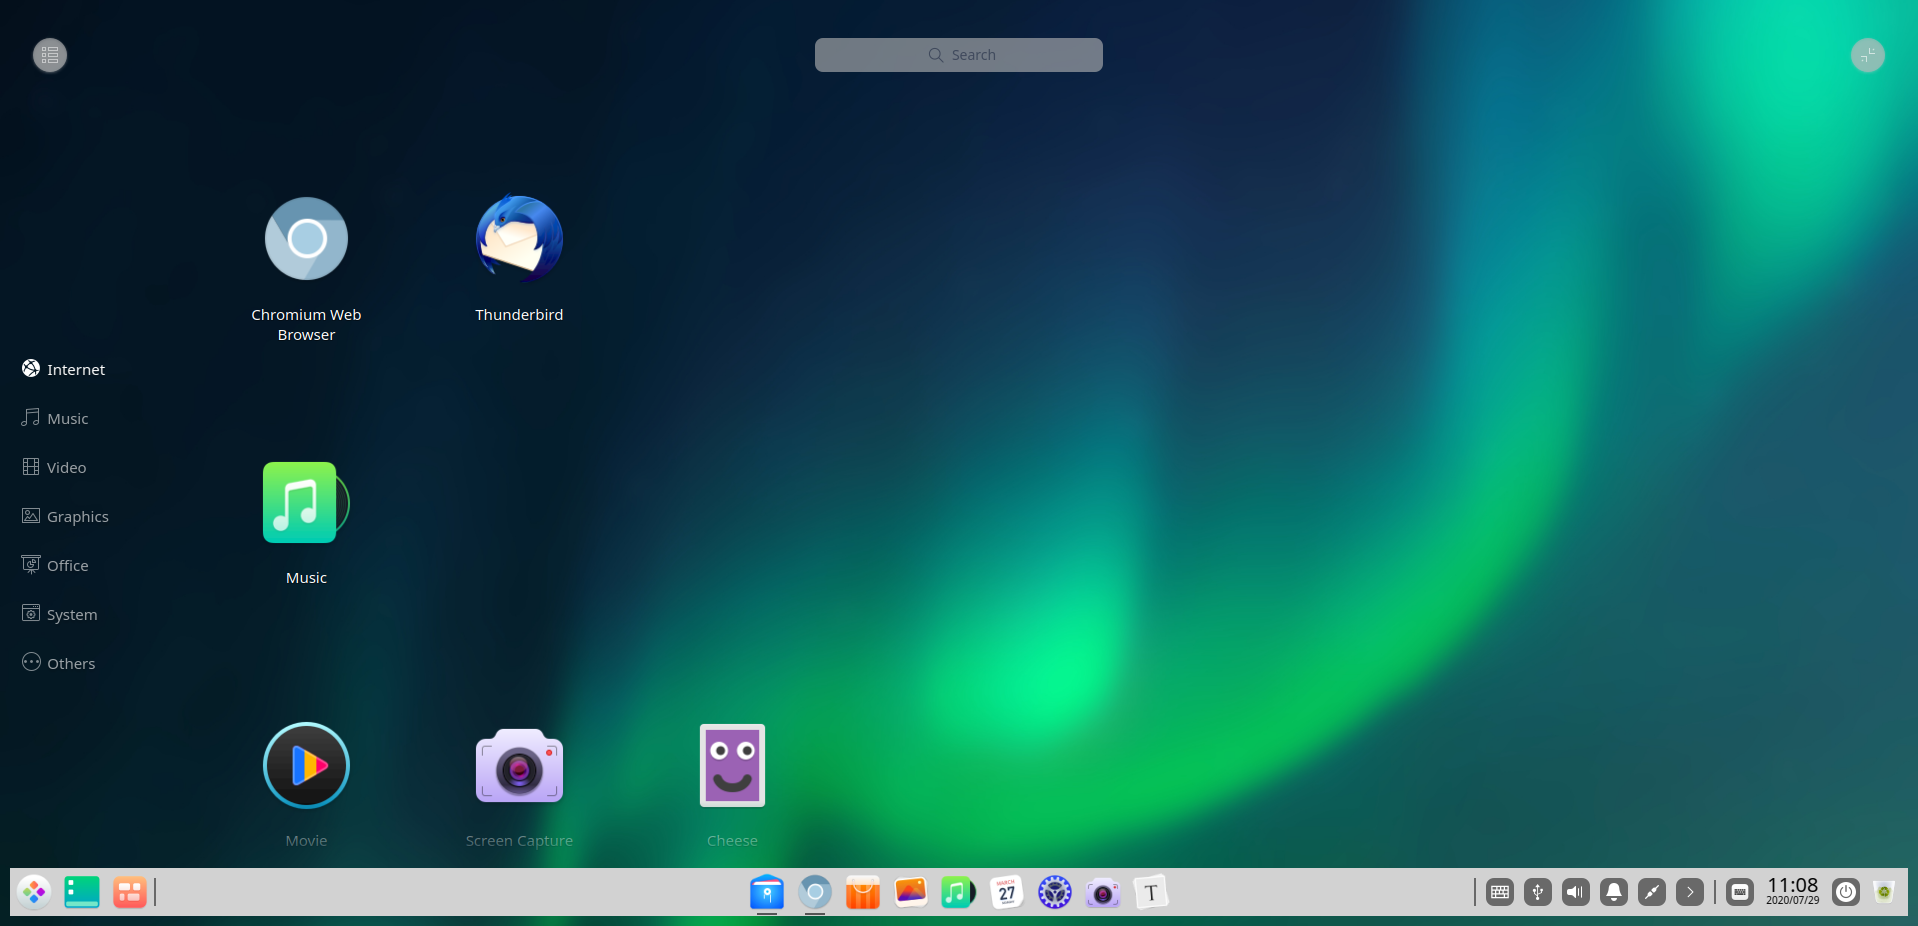 Search
Chromium Web
Browser
Thunderbird
Internet
Music
Video
Graphics
Office
System
Others
Music
Movie
Screen Capture
Cheese
MARCH
27
T
11:08
2020/07/29